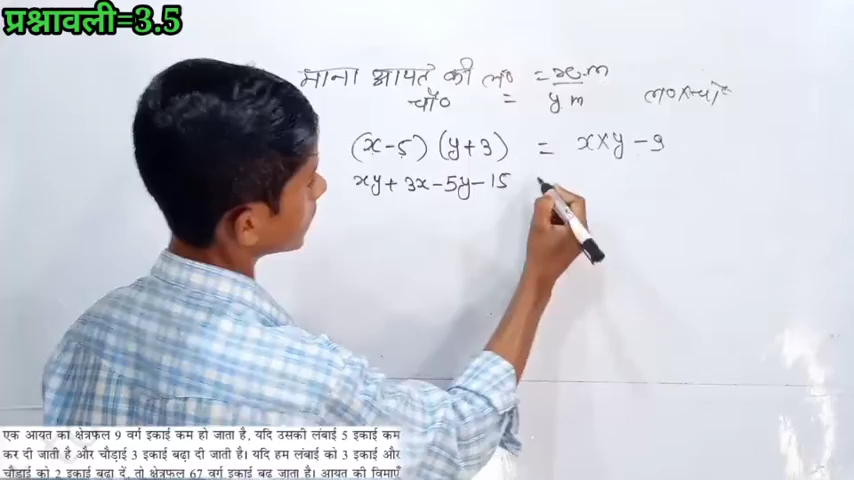 प्रश्नावली=3.5
माना आयत की ल० = x m
चौ० = y m
ल०×चौ०
(x-5) (y+3) = x×y-9
xy+3x-5y-15
एक आयत का क्षेत्रफल 9 वर्ग इकाई कम हो जाता है, यदि उसकी लंबाई 5 इकाई कम
कर दी जाती है और चौड़ाई 3 इकाई बढ़ा दी जाती है। यदि हम लंबाई को 3 इकाई और
चौड़ाई को 2 इकाई बढ़ा दें, तो क्षेत्रफल 67 वर्ग इकाई बढ़ जाता है। आयत की विमाएँ